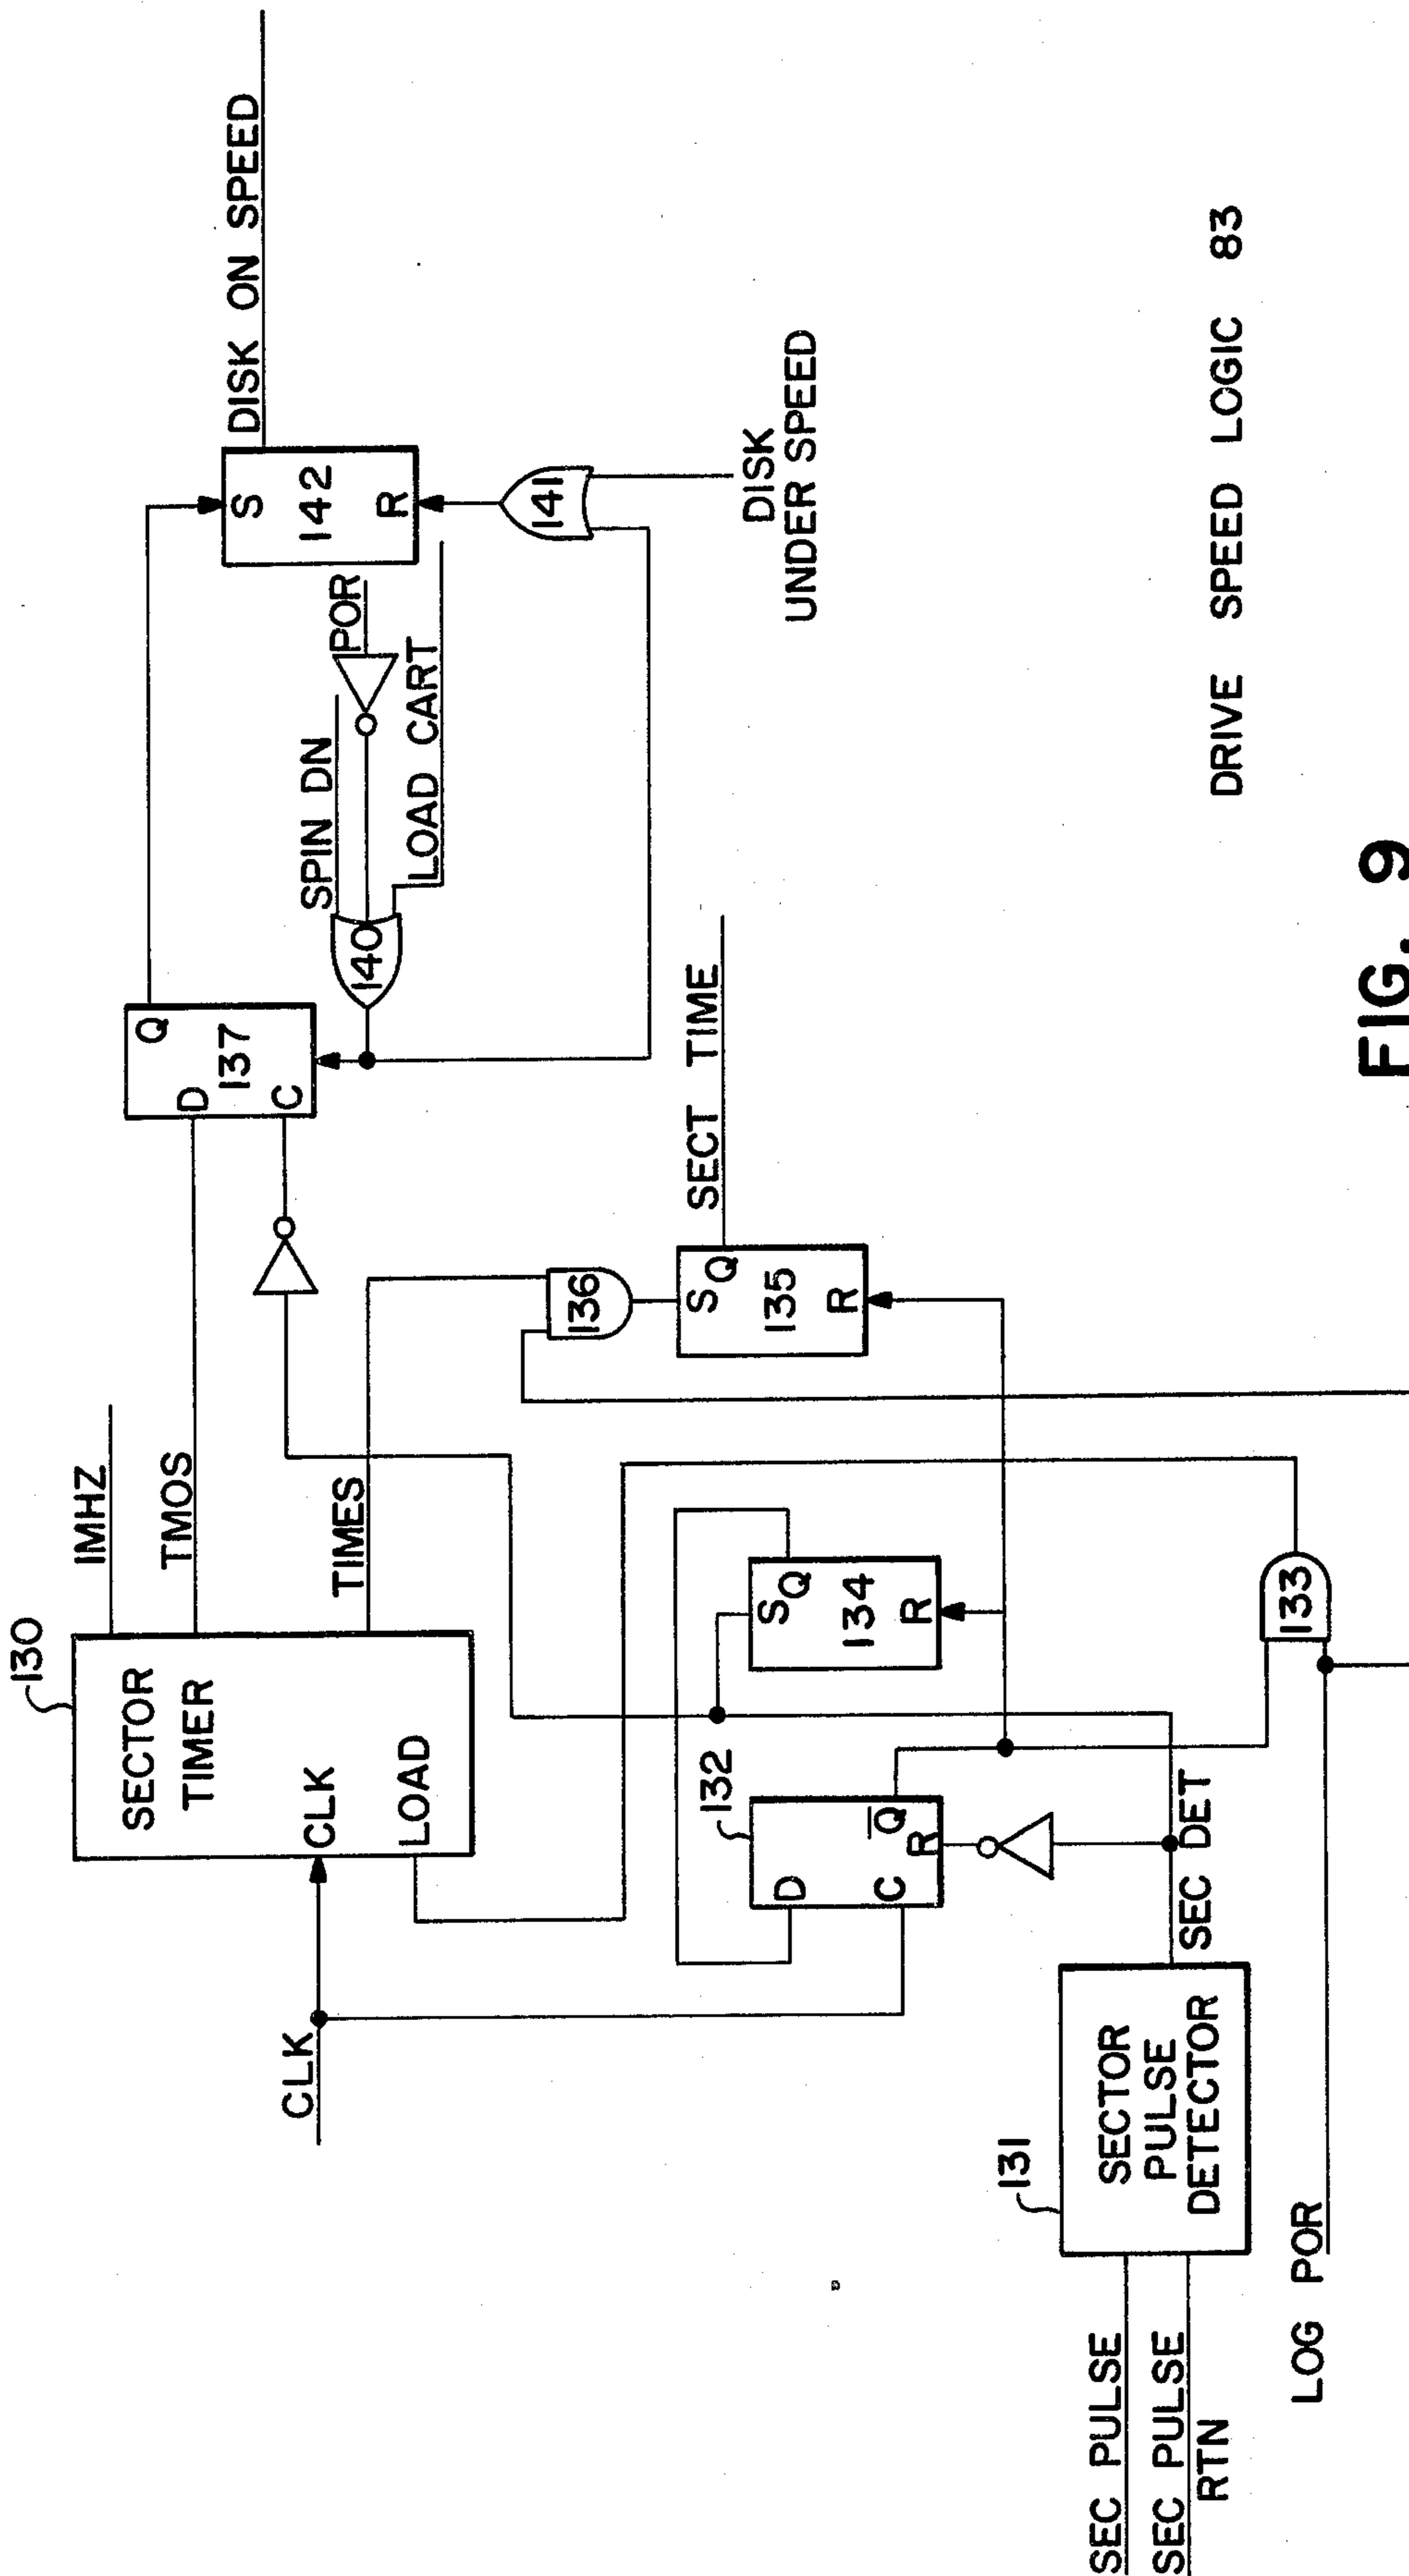 130
SECTOR
TIMER
CLK
LOAD
CLK
1MHZ
TMOS
TIMES
D
137
C
Q
DISK ON SPEED
S
142
R
SPIN DN
POR
LOAD CART
140
141
DISK
UNDER SPEED
136
S
Q
135
R
SECT TIME
S
Q
134
R
132
D
Q
C
R
133
131
SECTOR
PULSE
DETECTOR
SEC DET
SEC PULSE
SEC PULSE
RTN
LOG POR
DRIVE SPEED LOGIC 83
FIG. 9